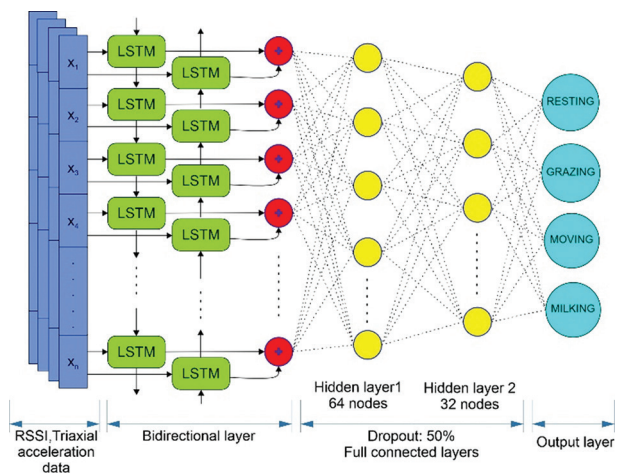 X1
LSTM
LSTM
X2
LSTM
LSTM
X3
LSTM
LSTM
X4
LSTM
LSTM
Xn
LSTM
LSTM
RESTING
GRAZING
MOVING
MILKING
Hidden layer1
64 nodes
Hidden layer 2
32 nodes
RSSI,Triaxial
acceleration
data
Bidirectional layer
Dropout: 50%
Full connected layers
Output layer